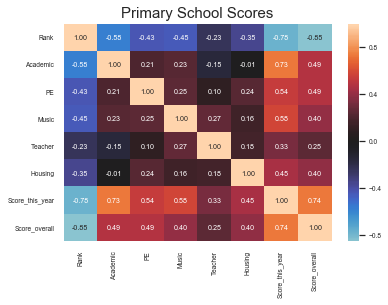 Primary School Scores
Rank 1.00 -0.55 -0.43 -0.45 -0.23 -0.35 -0.75 -0.55
Academic -0.55 1.00 0.21 0.23 -0.15 -0.01 0.73 0.49
PE -0.43 0.21 1.00 0.25 0.10 0.24 0.54 0.49
Music -0.45 0.23 0.25 1.00 0.27 0.16 0.55 0.40
Teacher -0.23 -0.15 0.10 0.27 1.00 0.15 0.33 0.25
Housing -0.35 -0.01 0.24 0.16 0.15 1.00 0.45 0.40
Score_this_year -0.75 0.73 0.54 0.55 0.33 0.45 1.00 0.74
Score_overall -0.55 0.49 0.49 0.40 0.25 0.40 0.74 1.00
Rank Academic PE Music Teacher Housing Score_this_year Score_overall
0.8
0.4
0.0
-0.4
-0.8